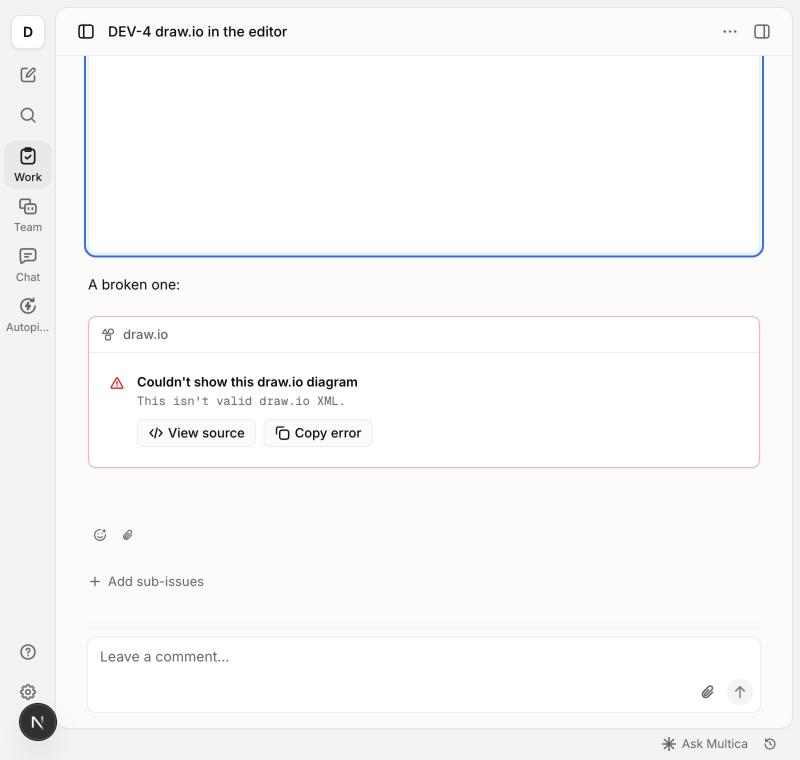 D
DEV-4 draw.io in the editor
Work
Team
Chat
Autopi...
A broken one:
draw.io
Couldn't show this draw.io diagram
This isn't valid draw.io XML.
View source
Copy error
Add sub-issues
Leave a comment...
N
Ask Multica